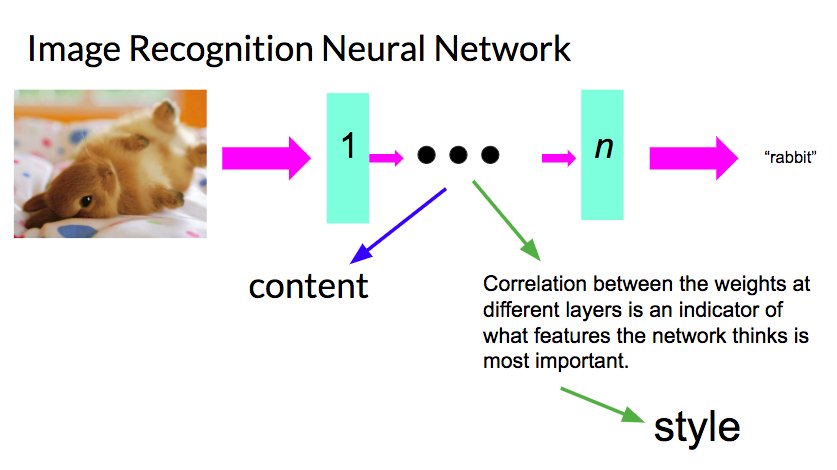 Image Recognition Neural Network
1
n
“rabbit”
content
Correlation between the weights at
different layers is an indicator of
what features the network thinks is
most important.
style